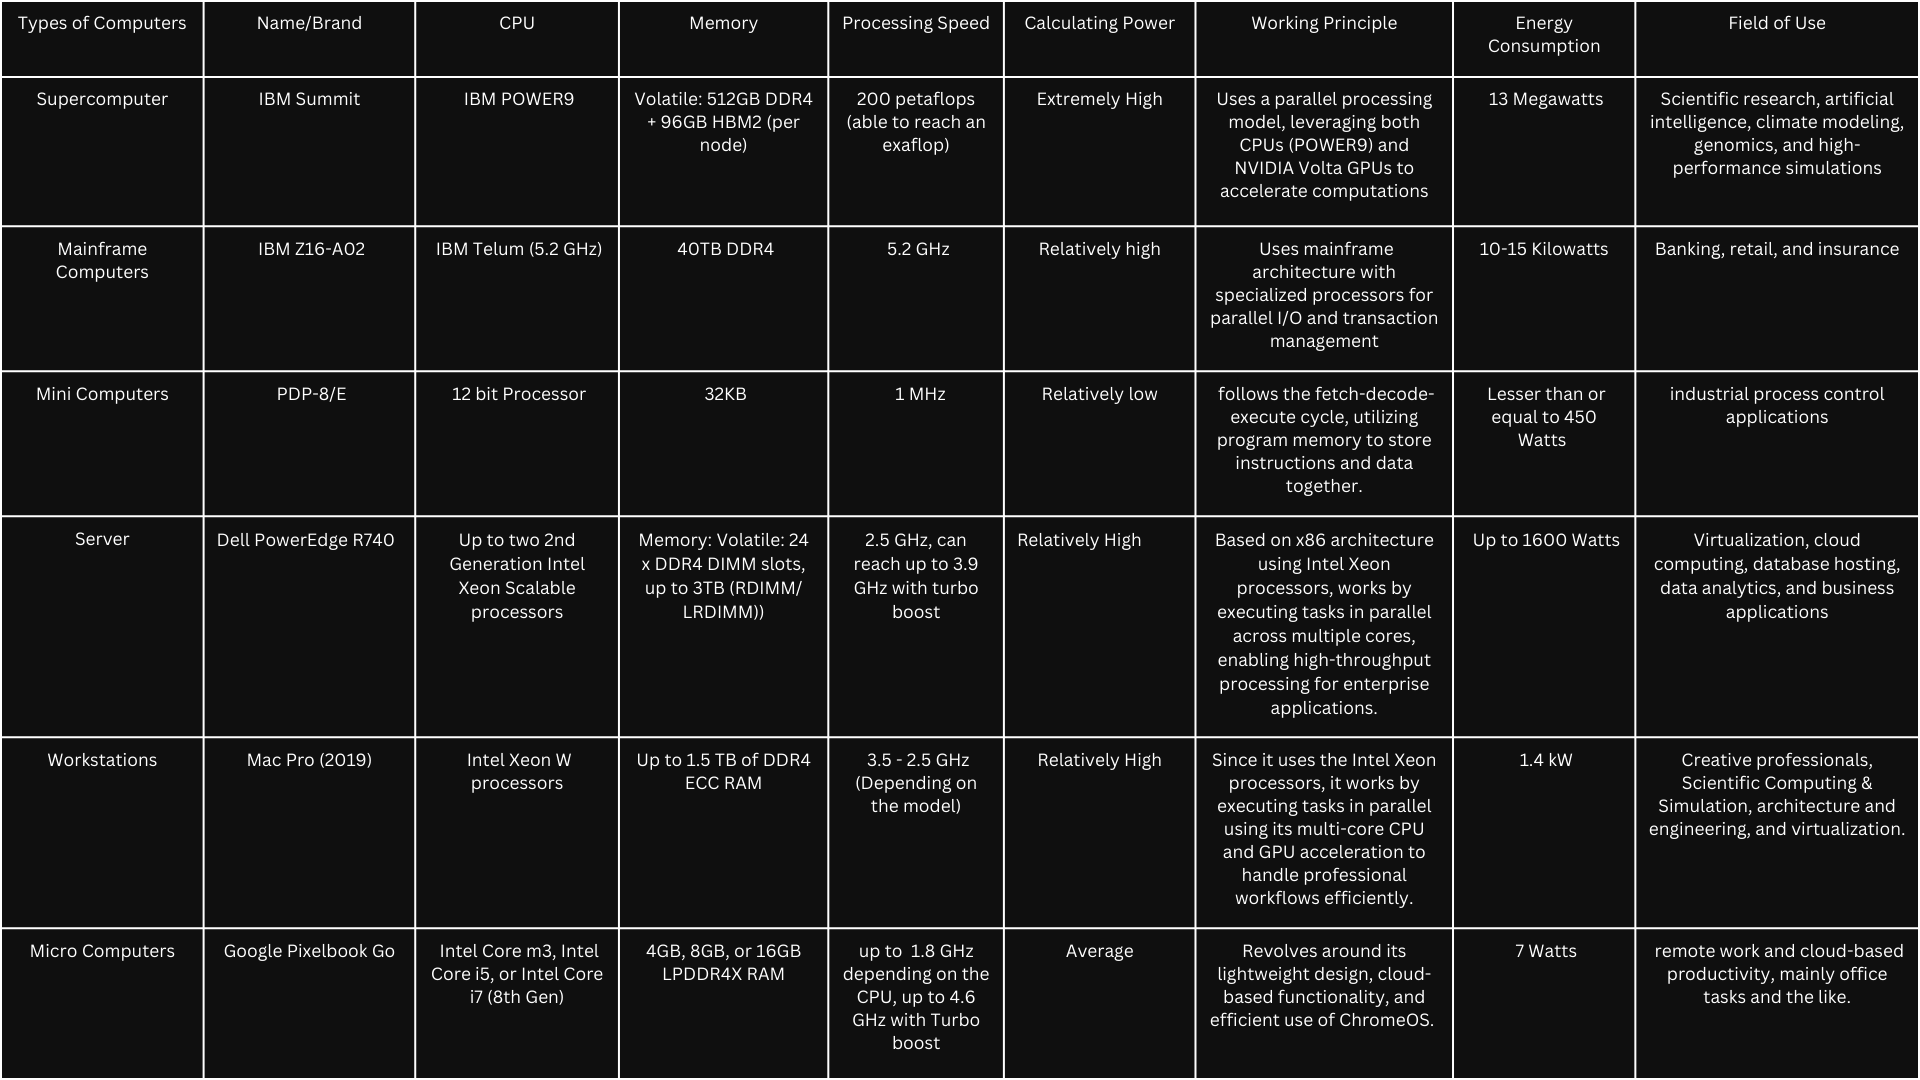 Types of Computers
Name/Brand
CPU
Memory
Processing Speed
Calculating Power
Working Principle
Energy
Consumption
Field of Use
Supercomputer
IBM Summit
IBM POWER9
Volatile: 512GB DDR4
+ 96GB HBM2 (per
node)
200 petaflops
(able to reach an
exaflop)
Extremely High
Uses a parallel processing
model, leveraging both
CPUs (POWER9) and
NVIDIA Volta GPUs to
accelerate computations
13 Megawatts
Scientific research, artificial
intelligence, climate modeling,
genomics, and high-
performance simulations
Mainframe
Computers
IBM Z16-A02
IBM Telum (5.2 GHz)
40TB DDR4
5.2 GHz
Relatively high
Uses mainframe
architecture with
specialized processors for
parallel I/O and transaction
management
10-15 Kilowatts
Banking, retail, and insurance
Mini Computers
PDP-8/E
12 bit Processor
32KB
1 MHz
Relatively low
follows the fetch-decode-
execute cycle, utilizing
program memory to store
instructions and data
together.
Lesser than or
equal to 450
Watts
industrial process control
applications
Server
Dell PowerEdge R740
Up to two 2nd
Generation Intel
Xeon Scalable
processors
Memory: Volatile: 24
x DDR4 DIMM slots,
up to 3TB (RDIMM/
LRDIMM))
2.5 GHz, can
reach up to 3.9
GHz with turbo
boost
Relatively High
Based on x86 architecture
using Intel Xeon
processors, works by
executing tasks in parallel
across multiple cores,
enabling high-throughput
processing for enterprise
applications.
Up to 1600 Watts
Virtualization, cloud
computing, database hosting,
data analytics, and business
applications
Workstations
Mac Pro (2019)
Intel Xeon W
processors
Up to 1.5 TB of DDR4
ECC RAM
3.5 - 2.5 GHz
(Depending on
the model)
Relatively High
Since it uses the Intel Xeon
processors, it works by
executing tasks in parallel
using its multi-core CPU
and GPU acceleration to
handle professional
workflows efficiently.
1.4 kW
Creative professionals,
Scientific Computing &
Simulation, architecture and
engineering, and virtualization.
Micro Computers
Google Pixelbook Go
Intel Core m3, Intel
Core i5, or Intel Core
i7 (8th Gen)
4GB, 8GB, or 16GB
LPDDR4X RAM
up to 1.8 GHz
depending on the
CPU, up to 4.6
GHz with Turbo
boost
Average
Revolves around its
lightweight design, cloud-
based functionality, and
efficient use of ChromeOS.
7 Watts
remote work and cloud-based
productivity, mainly office
tasks and the like.